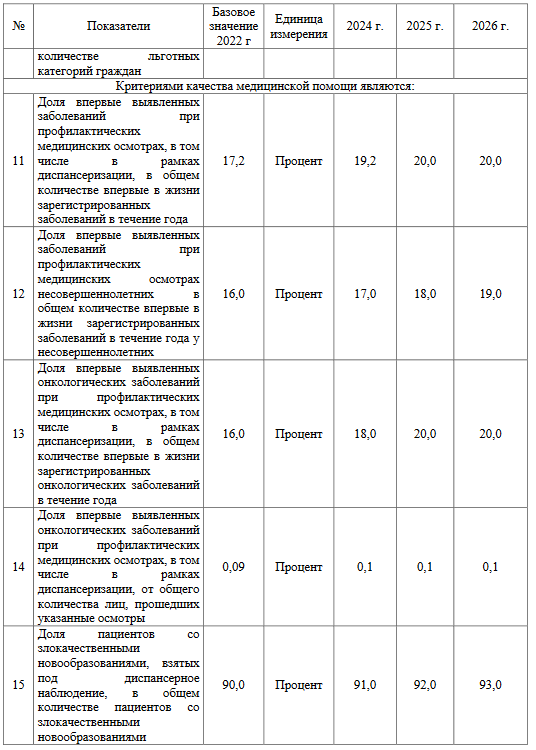 № Показатели Базовое значение 2022 г Единица измерения 2024 г. 2025 г. 2026 г.
количестве льготных
категорий граждан
Критериями качества медицинской помощи являются:
Доля впервые выявленных
заболеваний при
профилактических
медицинских осмотрах, в том
11 числе в рамках 17,2 Процент 19,2 20,0 20,0
диспансеризации, в общем
количестве впервые в жизни
зарегистрированных
заболеваний в течение года
Доля впервые выявленных
заболеваний при
профилактических
медицинских осмотрах
12 несовершеннолетних в 16,0 Процент 17,0 18,0 19,0
общем количестве впервые в
жизни зарегистрированных
заболеваний в течение года у
несовершеннолетних
Доля впервые выявленных
онкологических заболеваний
при профилактических
медицинских осмотрах, в том
13 числе в рамках 16,0 Процент 18,0 20,0 20,0
диспансеризации, в общем
количестве впервые в жизни
зарегистрированных
онкологических заболеваний
в течение года
Доля впервые выявленных
онкологических заболеваний
при профилактических
медицинских осмотрах, в том
14 числе в рамках 0,09 Процент 0,1 0,1 0,1
диспансеризации, от общего
количества лиц, прошедших
указанные осмотры
Доля пациентов со
злокачественными
новообразованиями, взятых
15 под диспансерное 90,0 Процент 91,0 92,0 93,0
наблюдение, в общем
количестве пациентов со
злокачественными
новообразованиями